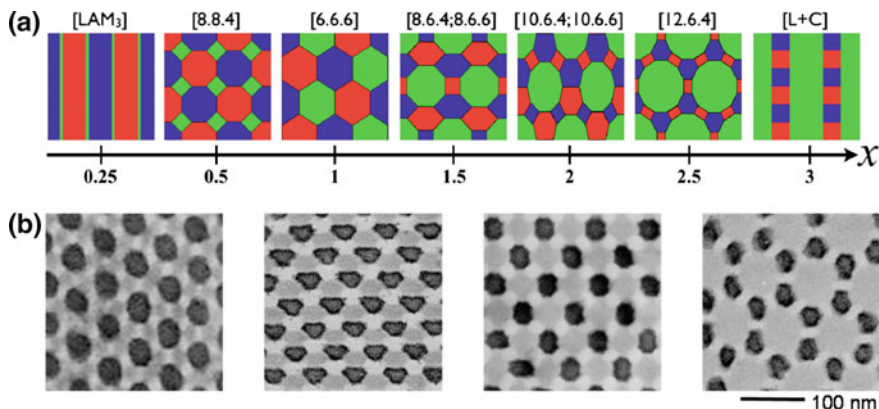 (a) [LAM₃] [8.8.4] [6.6.6] [8.6.4;8.6.6] [10.6.4;10.6.6] [12.6.4] [L+C]
0.25 0.5 1 1.5 2 2.5 3 x
(b)
100 nm